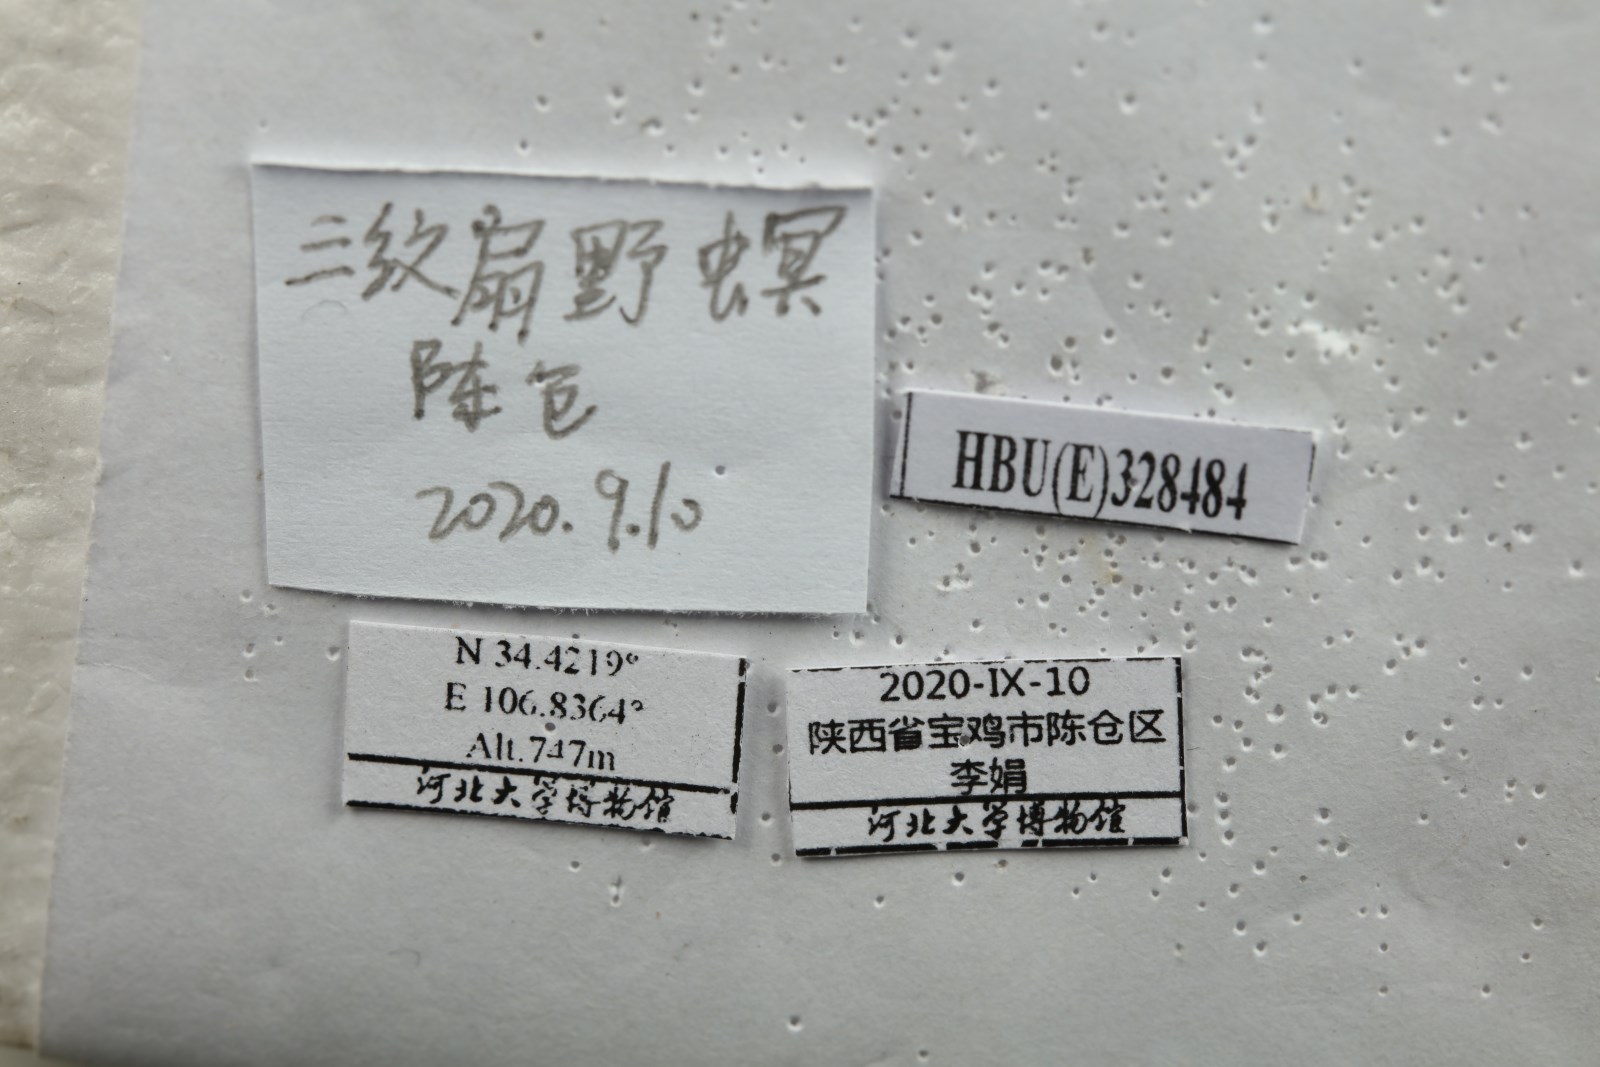 三纹扇野螟
陈仓
2020.9.10
HBU(E)328484
N 34.4219°
E 106.8364°
Alt.747m
河北大学博物馆
2020-IX-10
陕西省宝鸡市陈仓区
李娟
河北大学博物馆